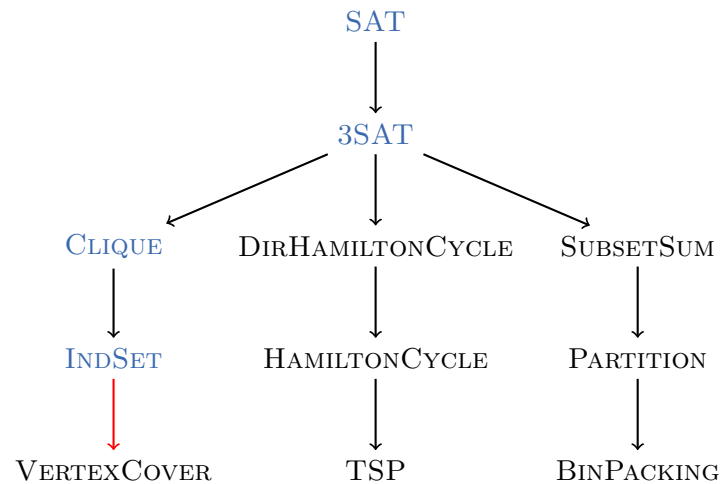 SAT
3SAT
CLIQUE DIRHAMILTONCYCLE SUBSETSUM
INDSET HAMILTONCYCLE PARTITION
VERTEXCOVER TSP BINPACKING